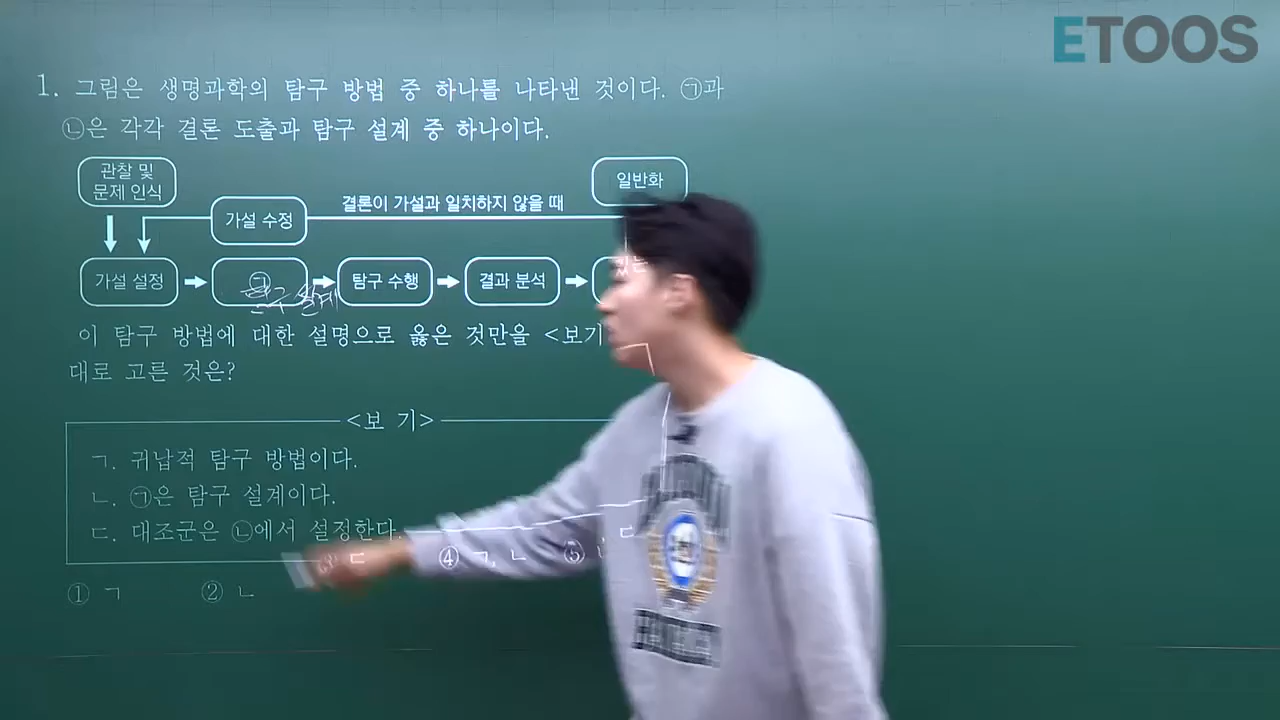 ETOOS
1. 그림은 생명과학의 탐구 방법 중 하나를 나타낸 것이다. ㉠과
㉡은 각각 결론 도출과 탐구 설계 중 하나이다.
관찰 및
문제 인식
일반화
가설 수정
결론이 가설과 일치하지 않을 때
가설 설정
㉠
탐구 설계
탐구 수행
결과 분석
이 탐구 방법에 대한 설명으로 옳은 것만을 <보기
대로 고른 것은?
<보 기>
ㄱ. 귀납적 탐구 방법이다.
ㄴ. ㉠은 탐구 설계이다.
ㄷ. 대조군은 ㉡에서 설정한다.
① ㄱ ② ㄴ ③ ㄷ ④ ㄱ, ㄴ ⑤ ㄷ